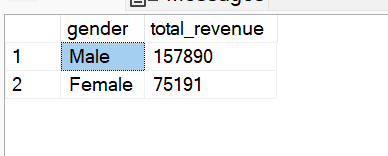 Messages
gender total_revenue
1 Male 157890
2 Female 75191